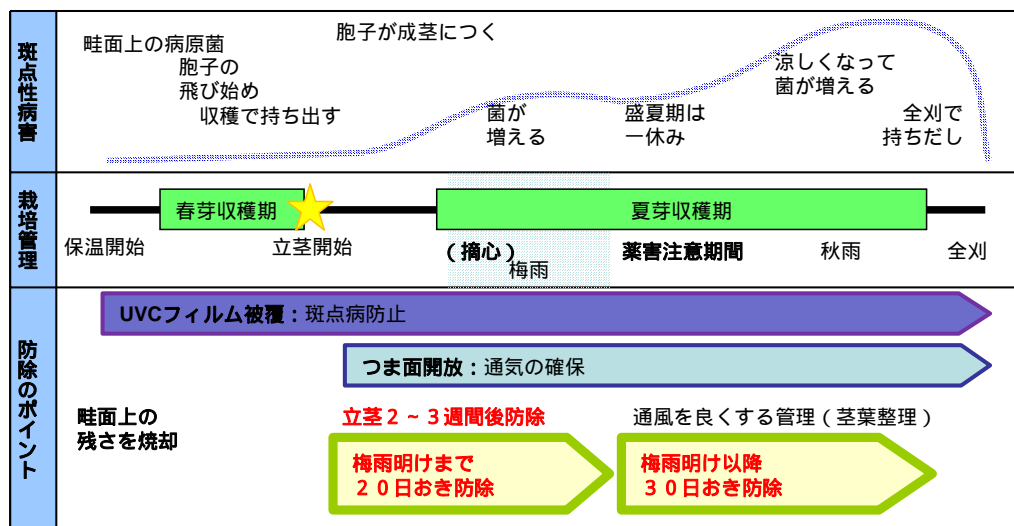 斑点性病害
畦面上の病原菌
胞子の
飛び始め
収穫で持ち出す
胞子が成茎につく
菌が
増える
盛夏期は
一休み
涼しくなって
菌が増える
全刈で
持ちだし
栽培管理
春芽収穫期
夏芽収穫期
保温開始
立茎開始
(摘心)
梅雨
薬害注意期間
秋雨
全刈
防除のポイント
UVCフィルム被覆：斑点病防止
つま面開放：通気の確保
畦面上の
残さを焼却
立茎２～３週間後防除
梅雨明けまで
２０日おき防除
通風を良くする管理（茎葉整理）
梅雨明け以降
３０日おき防除